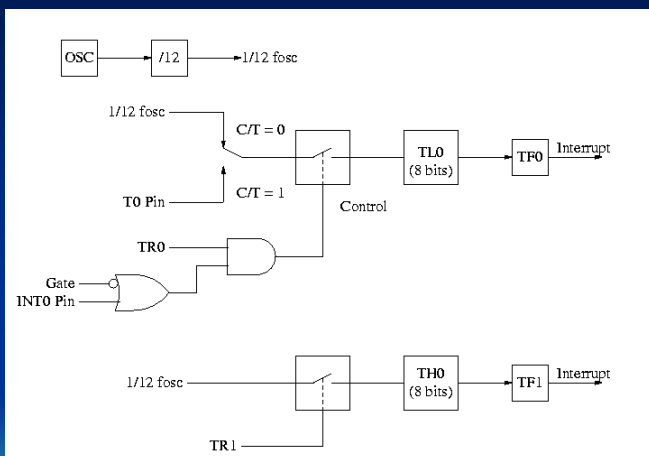 OSC
/12
1/12 fosc
1/12 fosc
C/T = 0
TL0
(8 bits)
TF0
Interrupt
T0 Pin
C/T = 1
Control
TR0
Gate
INT0 Pin
1/12 fosc
TH0
(8 bits)
TF1
Interrupt
TR1